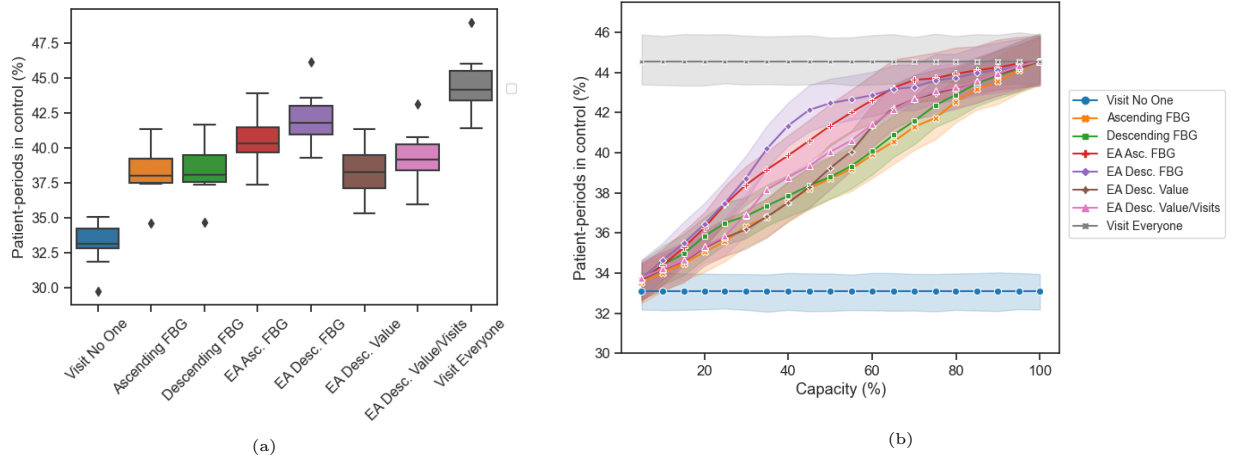 Patient-periods in control (%)
47.5
45.0
42.5
40.0
37.5
35.0
32.5
30.0
Visit No One
Ascending FBG
Descending FBG
EA Asc. FBG
EA Desc. FBG
EA Desc. Value
EA Desc. Value/Visits
Visit Everyone
(a)
Patient-periods in control (%)
46
44
42
40
38
36
34
32
30
20 40 60 80 100
Capacity (%)
Visit No One
Ascending FBG
Descending FBG
EA Asc. FBG
EA Desc. FBG
EA Desc. Value
EA Desc. Value/Visits
Visit Everyone
(b)